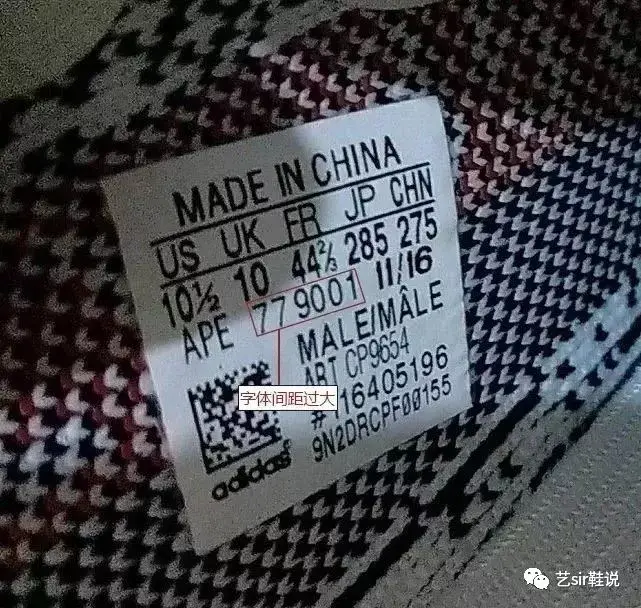 MADE IN CHINA
US UK FR JP CHN
10½ 10 44⅔ 285 275
APE 779001 11/16
MALE/MÂLE
ART CP9654
字体间距过大
# 16405196
9N2DRCPF00155
adidas
艺sir鞋说